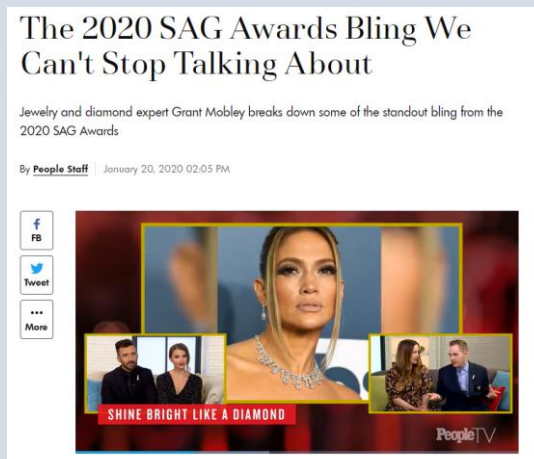 The 2020 SAG Awards Bling We
Can't Stop Talking About
Jewelry and diamond expert Grant Mobley breaks down some of the standout bling from the
2020 SAG Awards
By People Staff | January 20, 2020 02:05 PM
FB
Tweet
More
SHINE BRIGHT LIKE A DIAMOND
PeopleTV